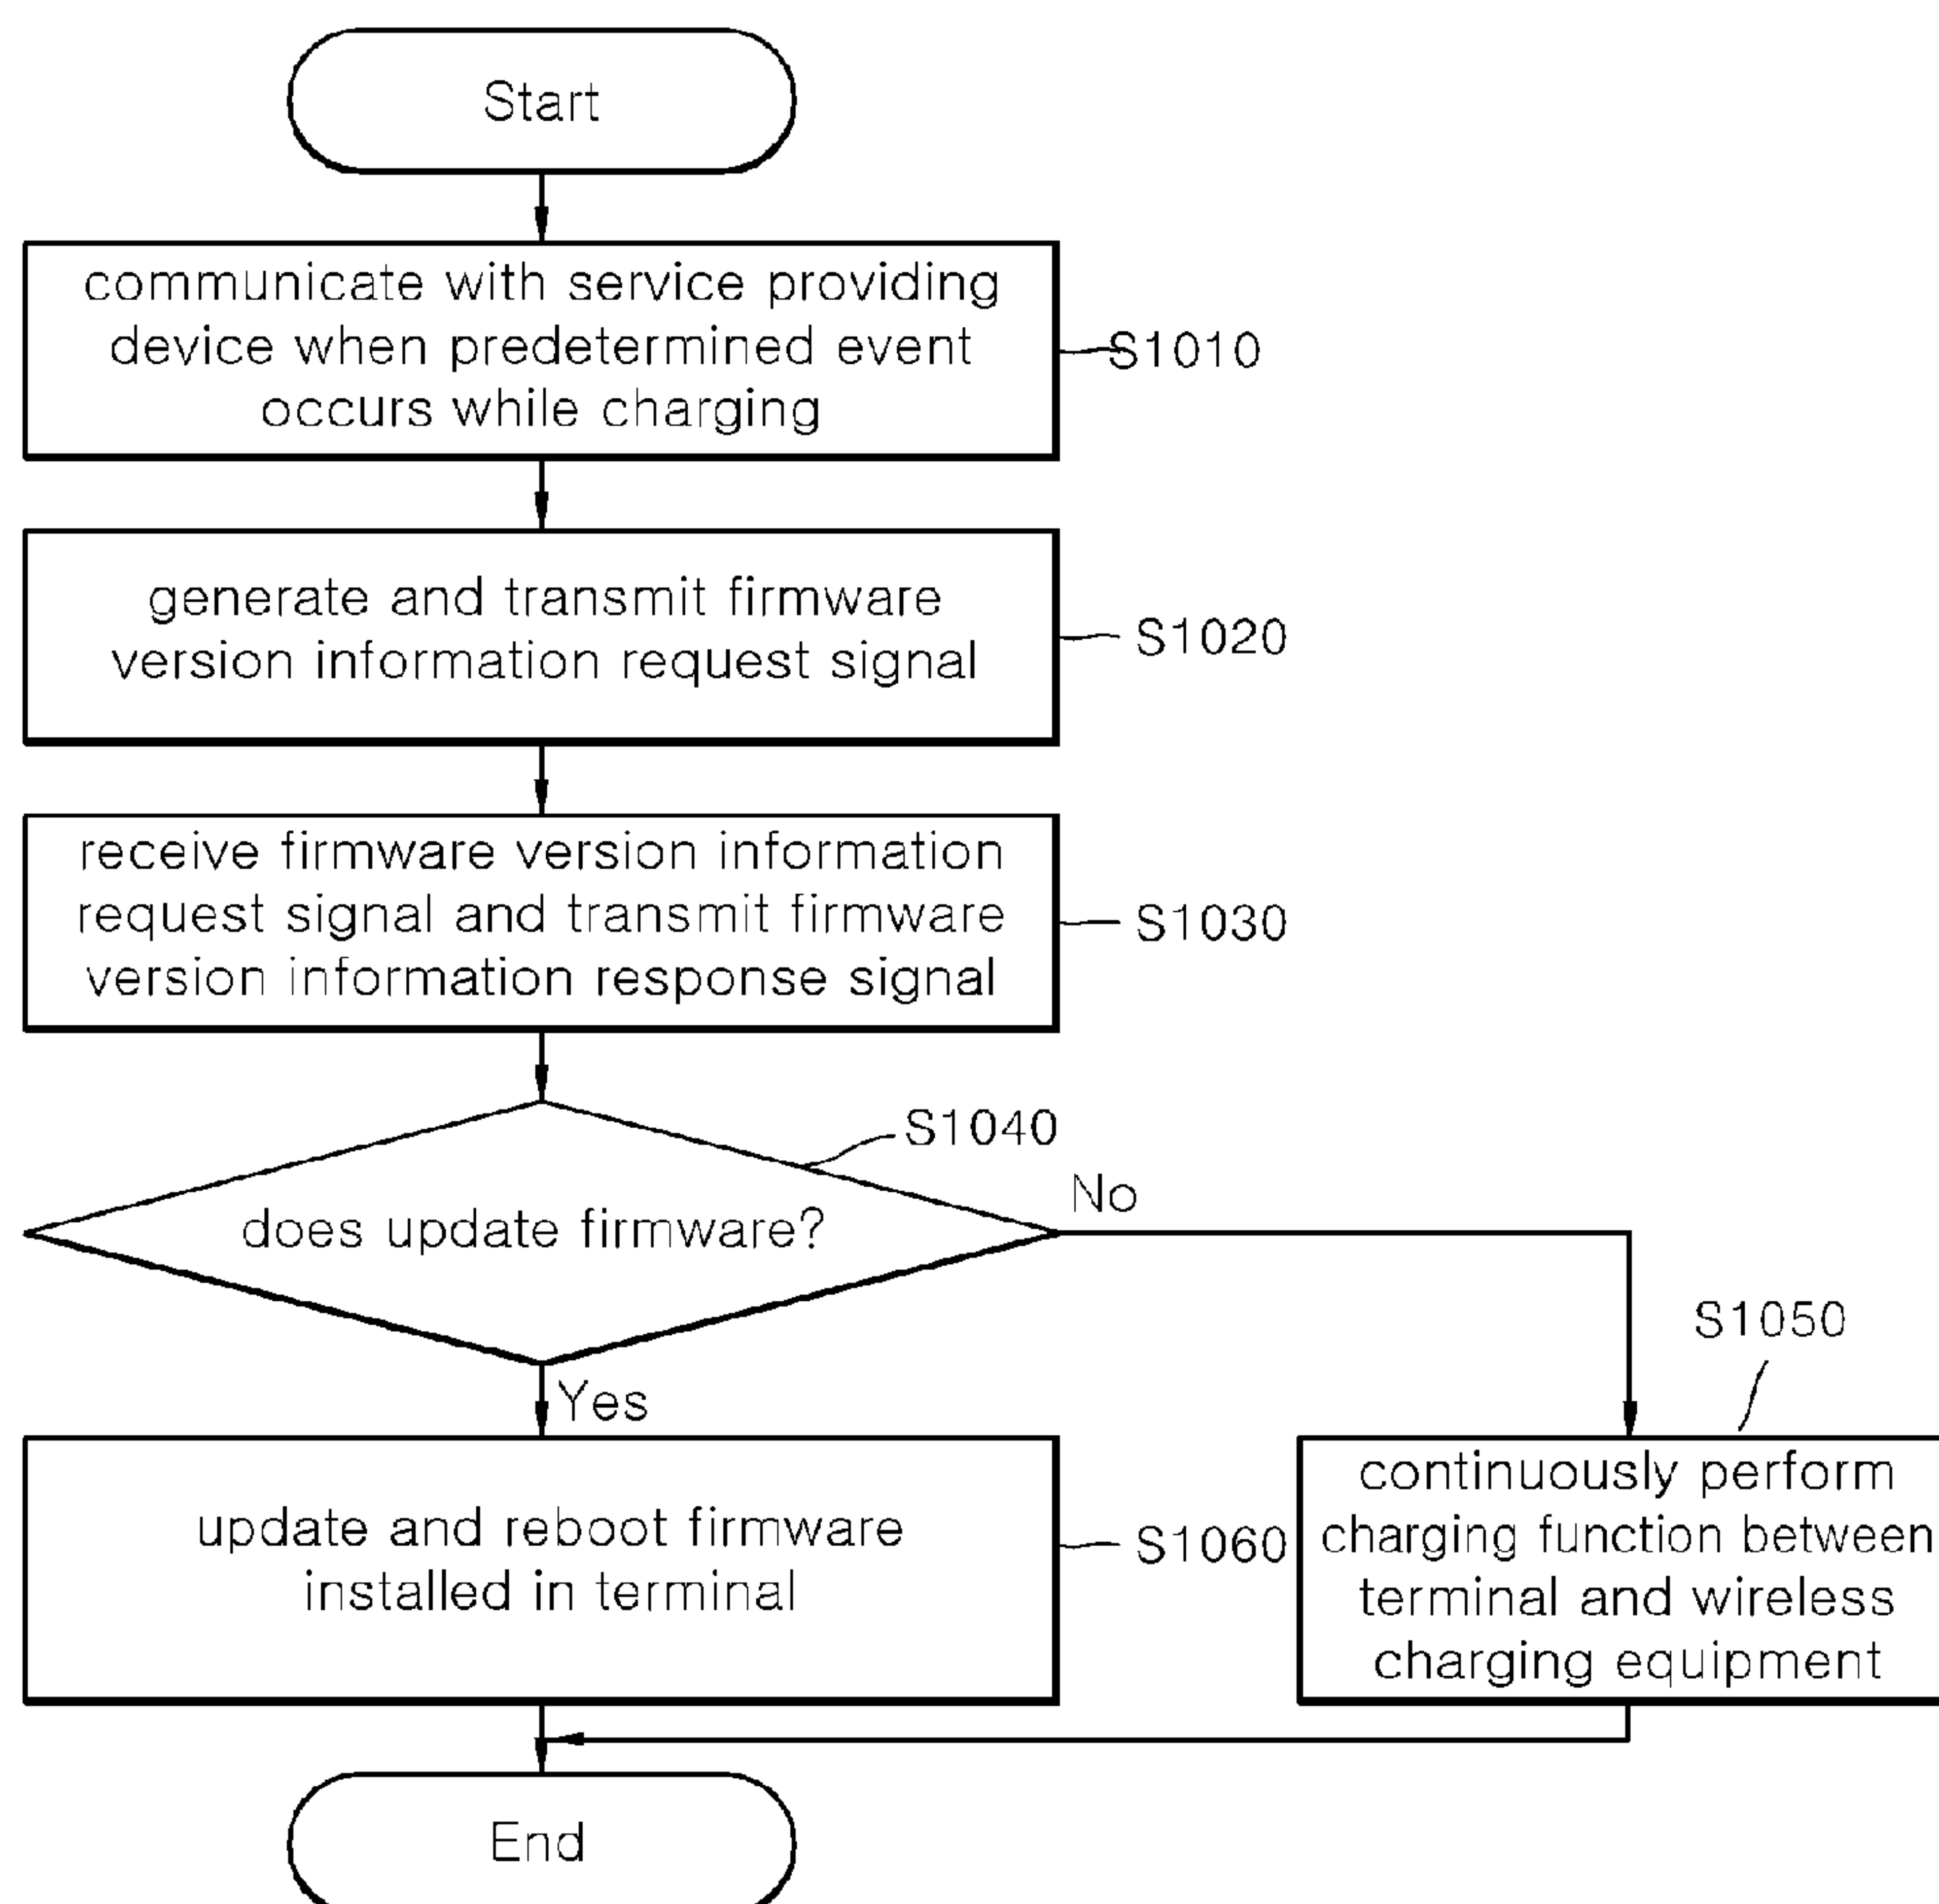 Start
communicate with service providing
device when predetermined event
occurs while charging
S1010
generate and transmit firmware
version information request signal
S1020
receive firmware version information
request signal and transmit firmware
version information response signal
S1030
S1040
does update firmware?
No
Yes
S1050
update and reboot firmware
installed in terminal
S1060
continuously perform
charging function between
terminal and wireless
charging equipment
End